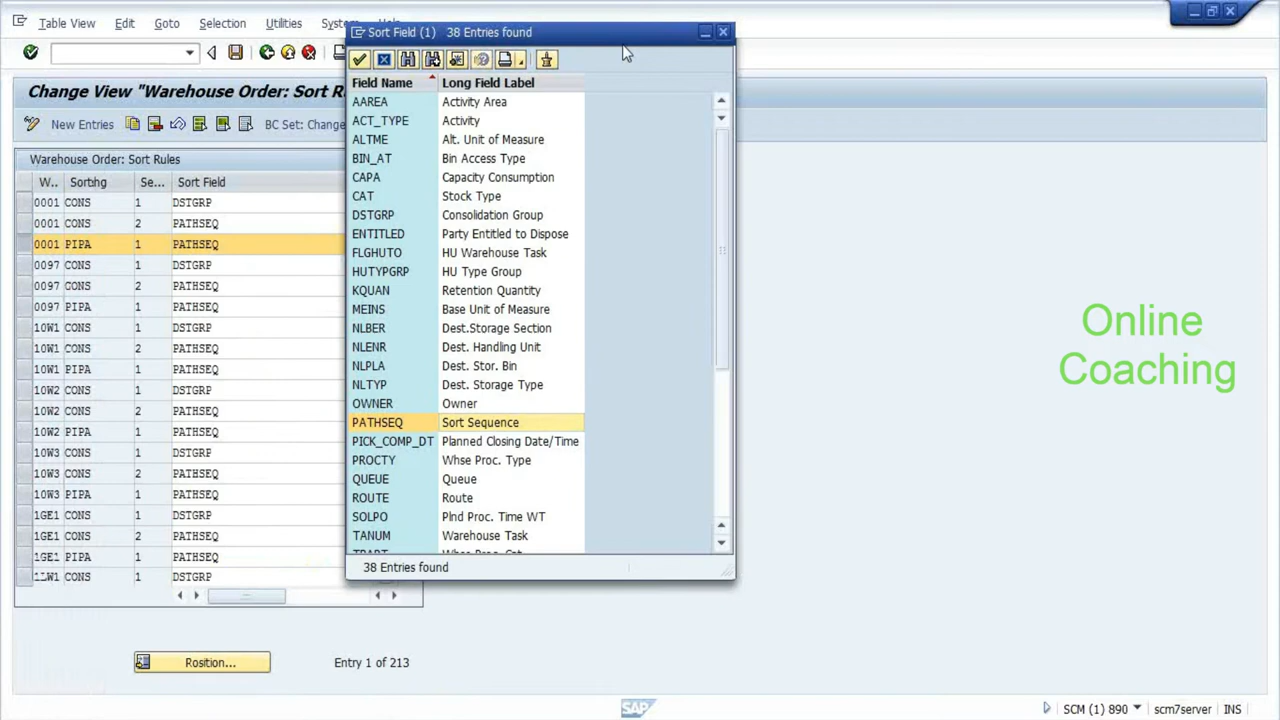 Table View Edit Goto Selection Utilities System
Change View "Warehouse Order: Sort R
New Entries BC Set: Change
Warehouse Order: Sort Rules
W.. Sorting Se... Sort Field
0001 CONS 1 DSTGRP
0001 CONS 2 PATHSEQ
0001 PIPA 1 PATHSEQ
0097 CONS 1 DSTGRP
0097 CONS 2 PATHSEQ
0097 PIPA 1 PATHSEQ
10W1 CONS 1 DSTGRP
10W1 CONS 2 PATHSEQ
10W1 PIPA 1 PATHSEQ
10W2 CONS 1 DSTGRP
10W2 CONS 2 PATHSEQ
10W2 PIPA 1 PATHSEQ
10W3 CONS 1 DSTGRP
10W3 CONS 2 PATHSEQ
10W3 PIPA 1 PATHSEQ
1GE1 CONS 1 DSTGRP
1GE1 CONS 2 PATHSEQ
1GE1 PIPA 1 PATHSEQ
1LW1 CONS 1 DSTGRP
Position... Entry 1 of 213
Sort Field (1) 38 Entries found
Field Name Long Field Label
AAREA Activity Area
ACT_TYPE Activity
ALTME Alt. Unit of Measure
BIN_AT Bin Access Type
CAPA Capacity Consumption
CAT Stock Type
DSTGRP Consolidation Group
ENTITLED Party Entitled to Dispose
FLGHUTO HU Warehouse Task
HUTYPGRP HU Type Group
KQUAN Retention Quantity
MEINS Base Unit of Measure
NLBER Dest.Storage Section
NLENR Dest. Handling Unit
NLPLA Dest. Stor. Bin
NLTYP Dest. Storage Type
OWNER Owner
PATHSEQ Sort Sequence
PICK_COMP_DT Planned Closing Date/Time
PROCTY Whse Proc. Type
QUEUE Queue
ROUTE Route
SOLPO Plnd Proc. Time WT
TANUM Warehouse Task
38 Entries found
Online
Coaching
SAP
SCM (1) 890 scm7server INS